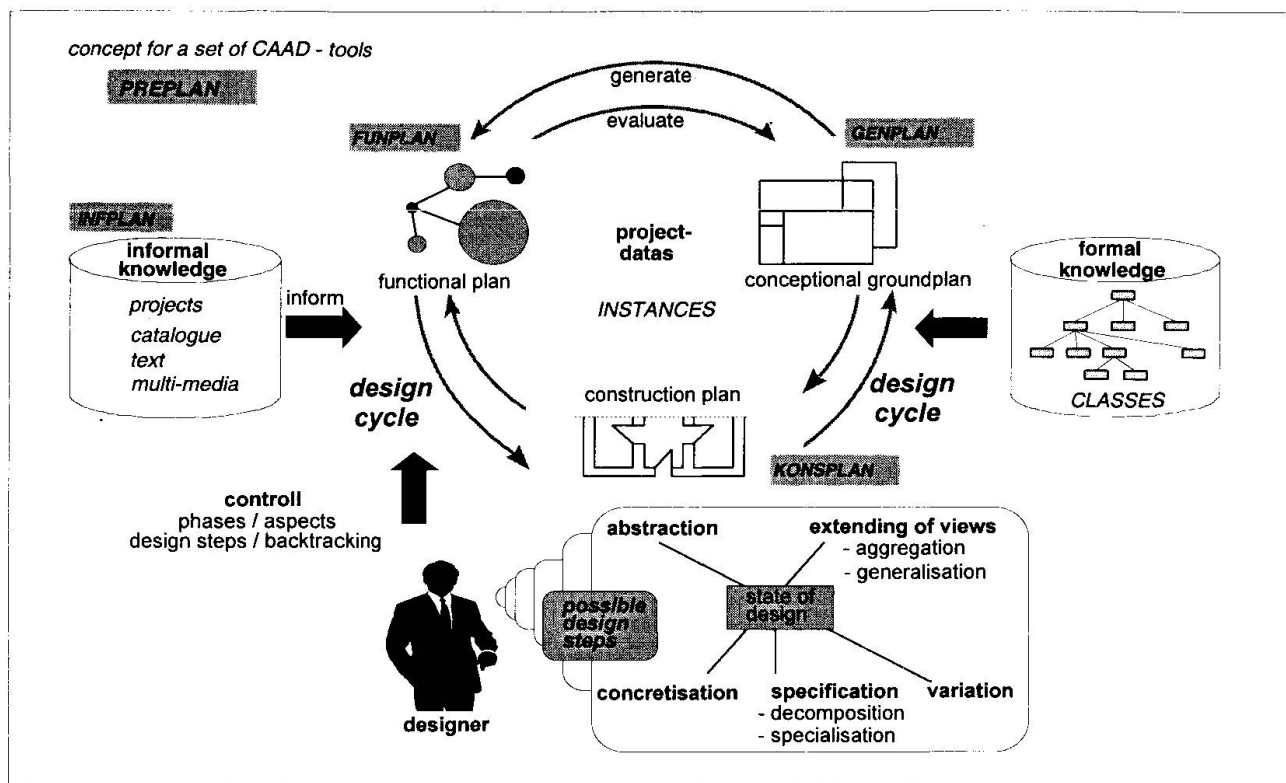 concept for a set of CAAD - tools
PREPLAN
generate
evaluate
FUNPLAN
GENPLAN
INFPLAN
informal
knowledge
projects
catalogue
text
multi-media
inform
functional plan
project-
datas
INSTANCES
conceptional groundplan
formal
knowledge
CLASSES
design
cycle
construction plan
design
cycle
KONSPLAN
controll
phases / aspects
design steps / backtracking
designer
possible
design
steps
abstraction
extending of views
- aggregation
- generalisation
state of
design
concretisation
specification
- decomposition
- specialisation
variation